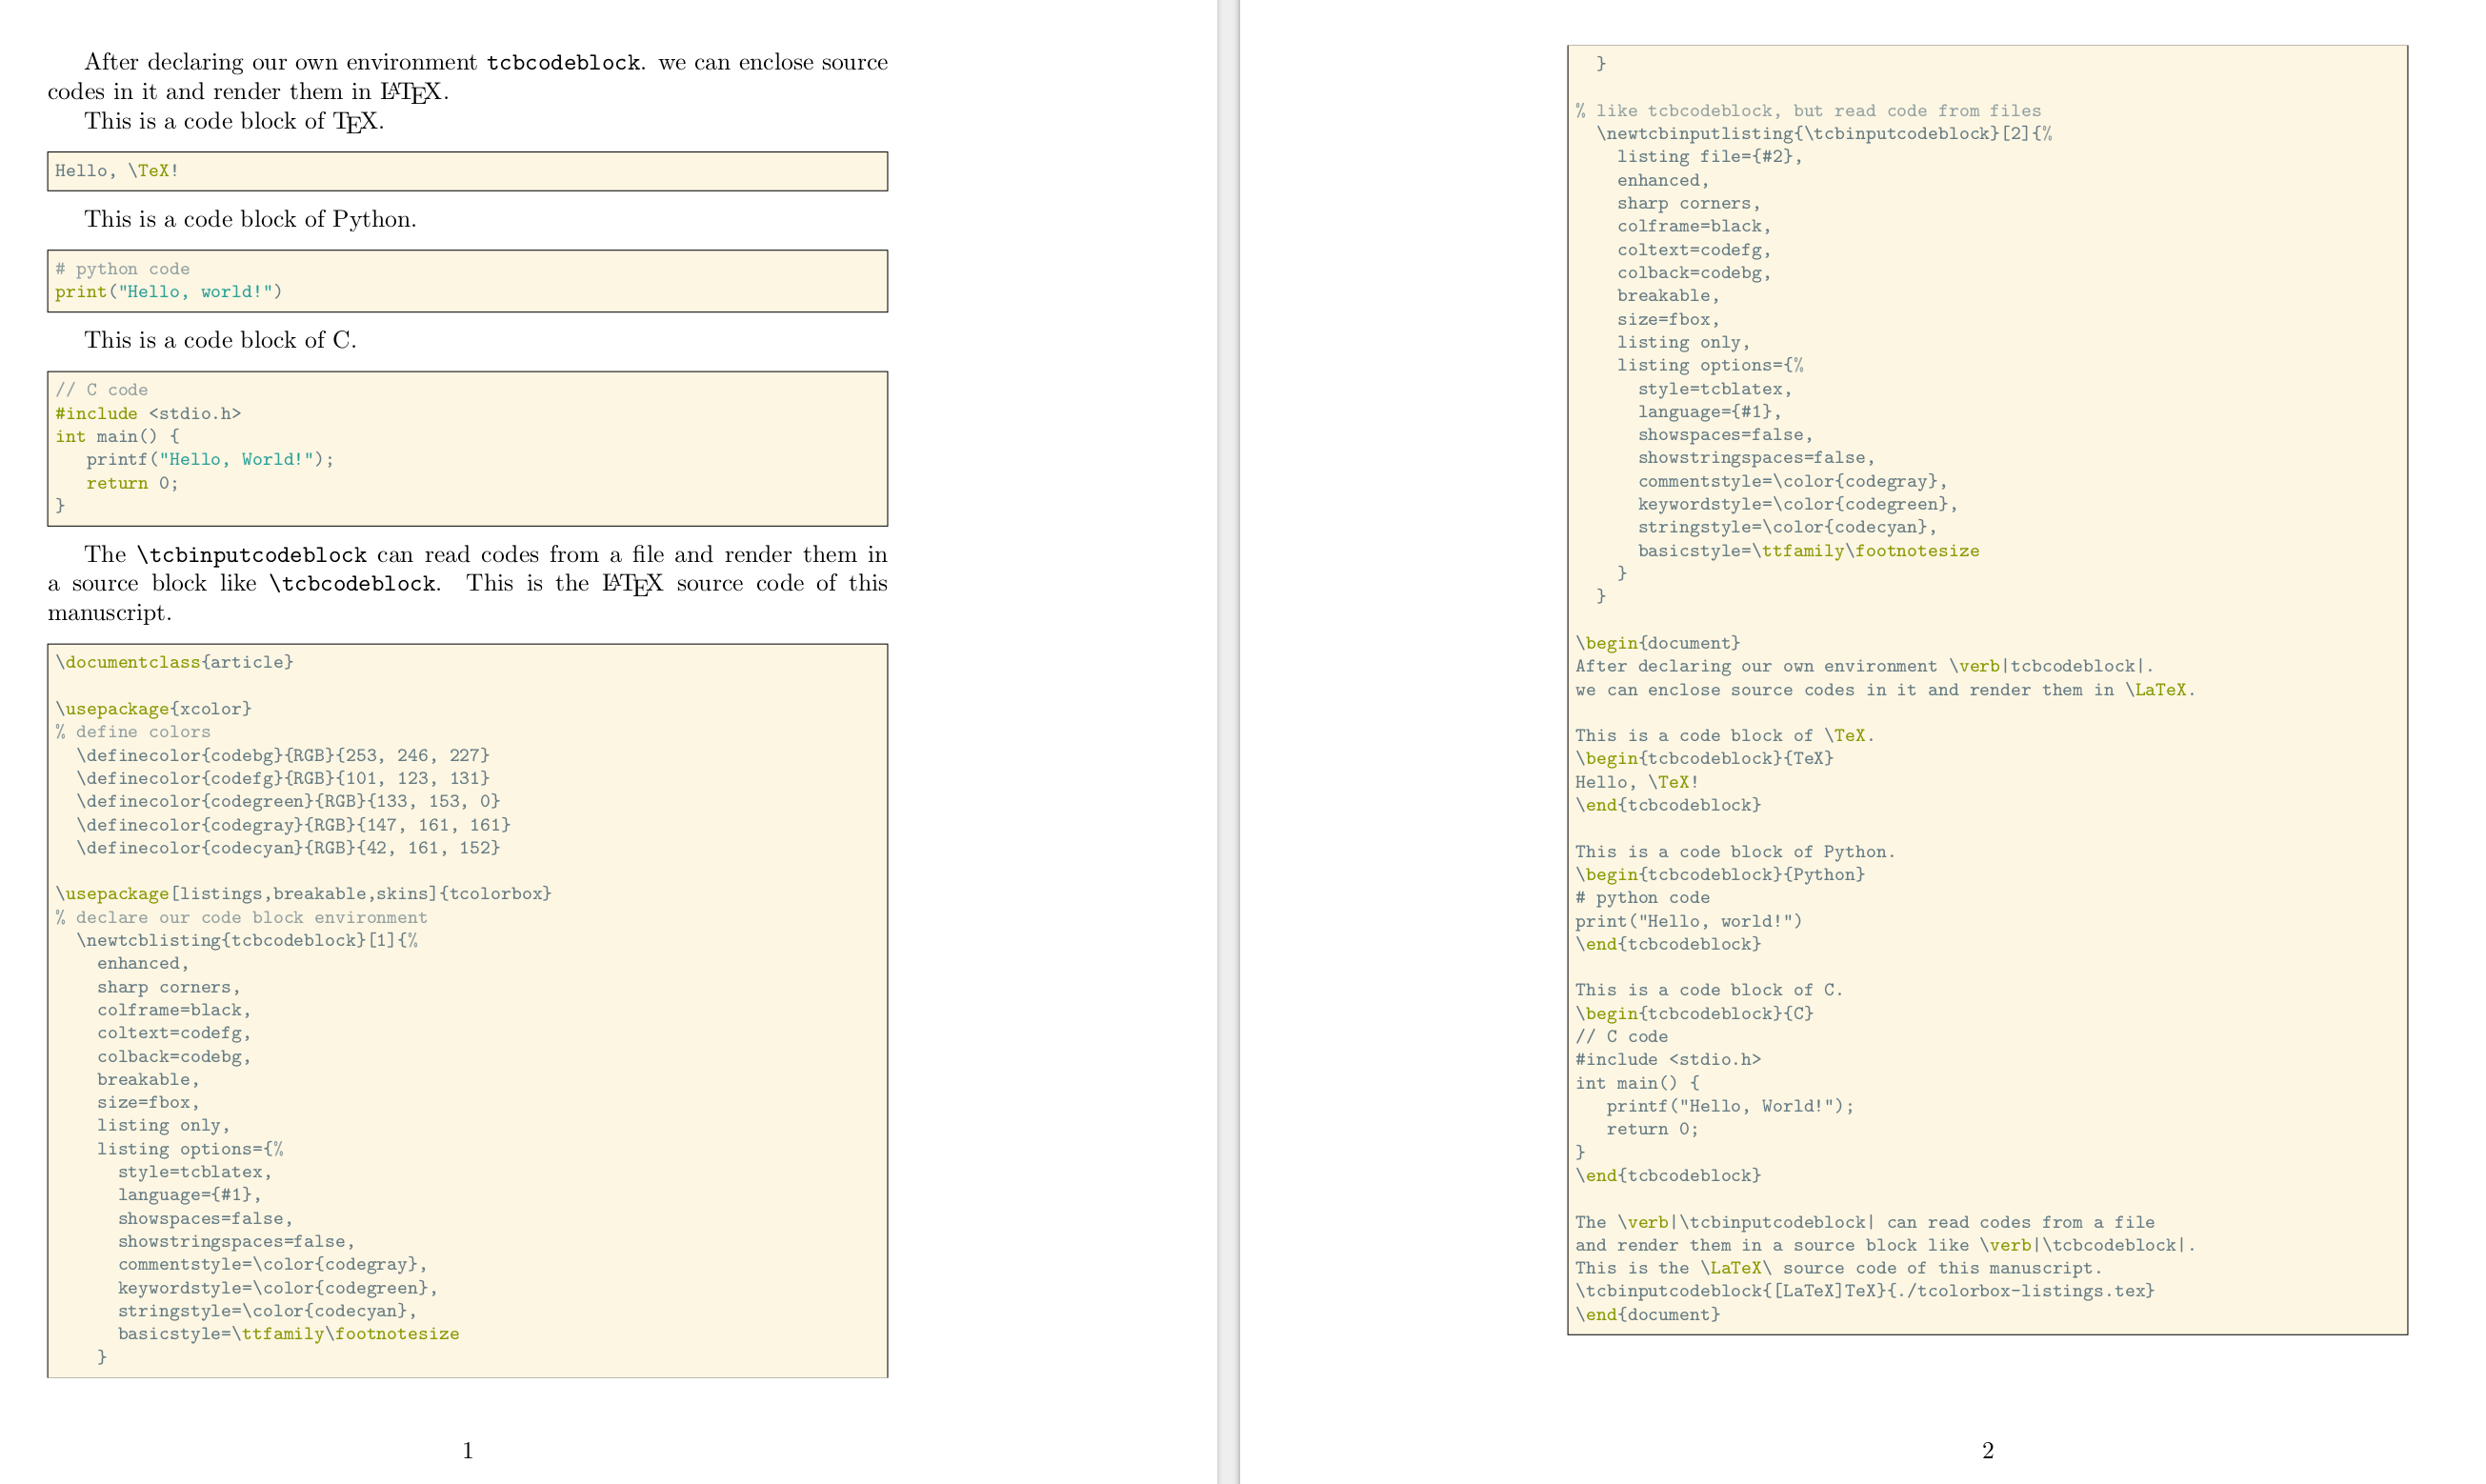 After declaring our own environment tcbcodeblock. we can enclose source
codes in it and render them in LATEX.
This is a code block of TEX.
Hello, \TeX!
This is a code block of Python.
# python code
print("Hello, world!")
This is a code block of C.
// C code
#include <stdio.h>
int main() {
   printf("Hello, World!");
   return 0;
}
The \tcbinputcodeblock can read codes from a file and render them in
a source block like \tcbcodeblock. This is the LATEX source code of this
manuscript.
\documentclass{article}

\usepackage{xcolor}
% define colors
  \definecolor{codebg}{RGB}{253, 246, 227}
  \definecolor{codefg}{RGB}{101, 123, 131}
  \definecolor{codegreen}{RGB}{133, 153, 0}
  \definecolor{codegray}{RGB}{147, 161, 161}
  \definecolor{codecyan}{RGB}{42, 161, 152}

\usepackage[listings,breakable,skins]{tcolorbox}
% declare our code block environment
  \newtcblisting{tcbcodeblock}[1]{%
    enhanced,
    sharp corners,
    colframe=black,
    coltext=codefg,
    colback=codebg,
    breakable,
    size=fbox,
    listing only,
    listing options={%
      style=tcblatex,
      language={#1},
      showspaces=false,
      showstringspaces=false,
      commentstyle=\color{codegray},
      keywordstyle=\color{codegreen},
      stringstyle=\color{codecyan},
      basicstyle=\ttfamily\footnotesize
    }
1
  }

% like tcbcodeblock, but read code from files
  \newtcbinputlisting{\tcbinputcodeblock}[2]{%
    listing file={#2},
    enhanced,
    sharp corners,
    colframe=black,
    coltext=codefg,
    colback=codebg,
    breakable,
    size=fbox,
    listing only,
    listing options={%
      style=tcblatex,
      language={#1},
      showspaces=false,
      showstringspaces=false,
      commentstyle=\color{codegray},
      keywordstyle=\color{codegreen},
      stringstyle=\color{codecyan},
      basicstyle=\ttfamily\footnotesize
    }
  }

\begin{document}
After declaring our own environment \verb|tcbcodeblock|.
we can enclose source codes in it and render them in \LaTeX.

This is a code block of \TeX.
\begin{tcbcodeblock}{TeX}
Hello, \TeX!
\end{tcbcodeblock}

This is a code block of Python.
\begin{tcbcodeblock}{Python}
# python code
print("Hello, world!")
\end{tcbcodeblock}

This is a code block of C.
\begin{tcbcodeblock}{C}
// C code
#include <stdio.h>
int main() {
   printf("Hello, World!");
   return 0;
}
\end{tcbcodeblock}

The \verb|\tcbinputcodeblock| can read codes from a file
and render them in a source block like \verb|\tcbcodeblock|.
This is the \LaTeX\ source code of this manuscript.
\tcbinputcodeblock{[LaTeX]TeX}{./tcolorbox-listings.tex}
\end{document}
2